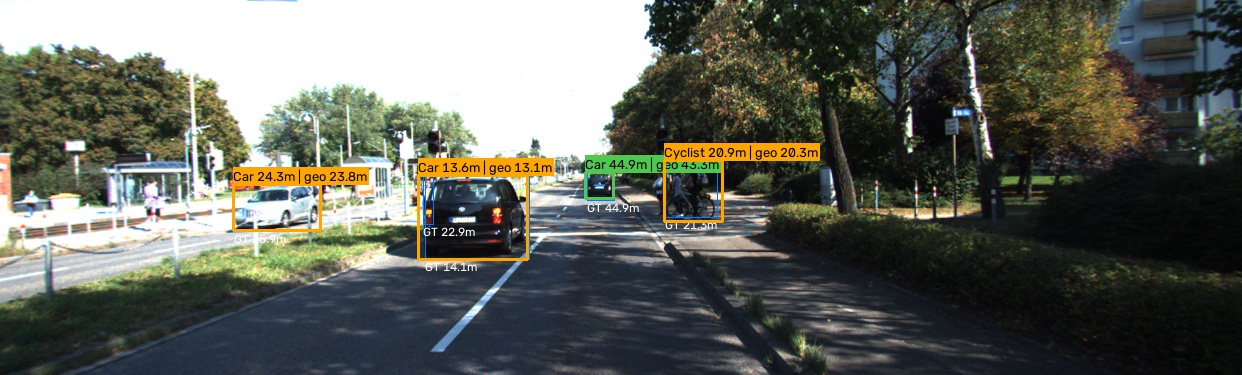 Cyclist 20.9m | geo 20.3m
Car 44.9m | geo 43.3m
Car 13.6m | geo 13.1m
Car 24.3m | geo 23.8m
GT 44.9m
GT 21.3m
GT 22.9m
GT 14.1m